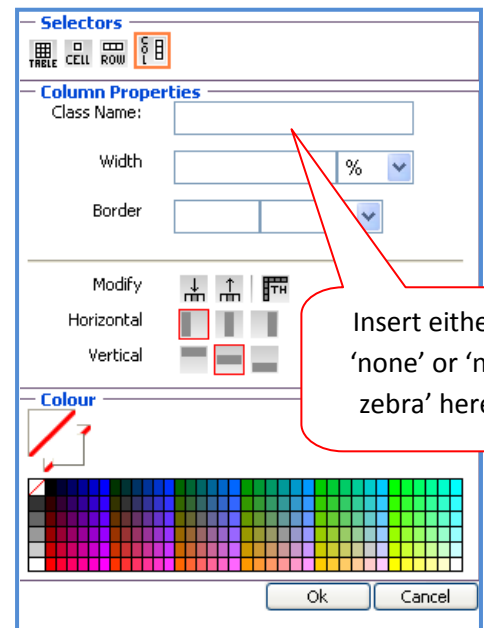 Selectors
TABLE CELL ROW COL
Column Properties
Class Name:
Width %
Border
Modify TH
Horizontal
Vertical
Insert eithe
‘none’ or ‘n
zebra’ here
Colour
Ok Cancel